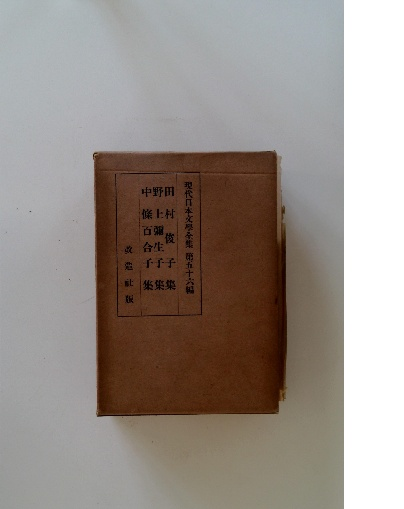 現代日本文學全集 第五十六編
田村俊子集
野上彌生子集
中條百合子集
改造社版